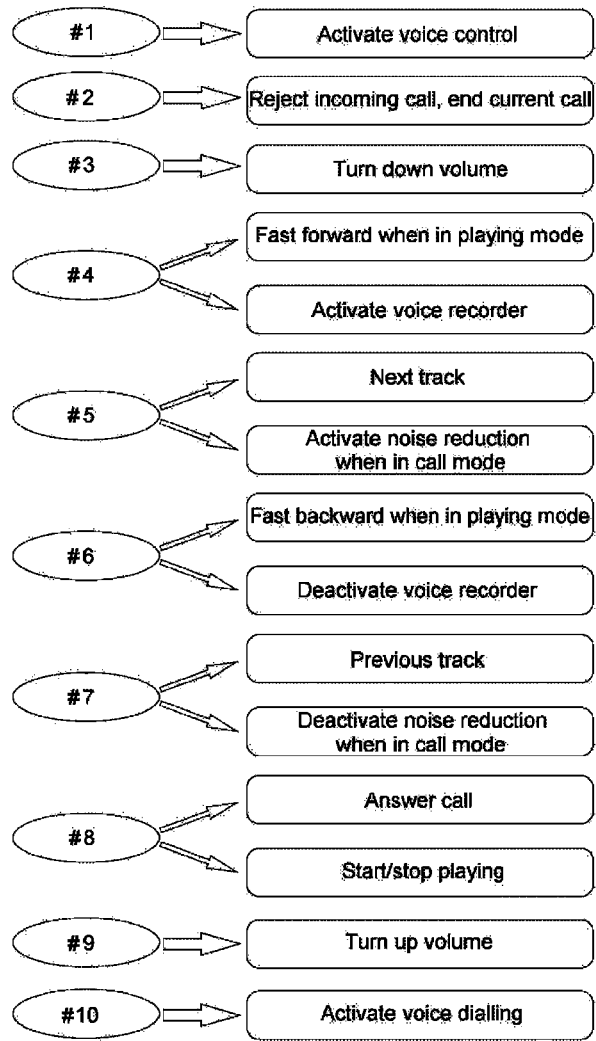 #1
Activate voice control
#2
Reject incoming call, end current call
#3
Turn down volume
#4
Fast forward when in playing mode
Activate voice recorder
#5
Next track
Activate noise reduction
when in call mode
#6
Fast backward when in playing mode
Deactivate voice recorder
#7
Previous track
Deactivate noise reduction
when in call mode
#8
Answer call
Start/stop playing
#9
Turn up volume
#10
Activate voice dialling